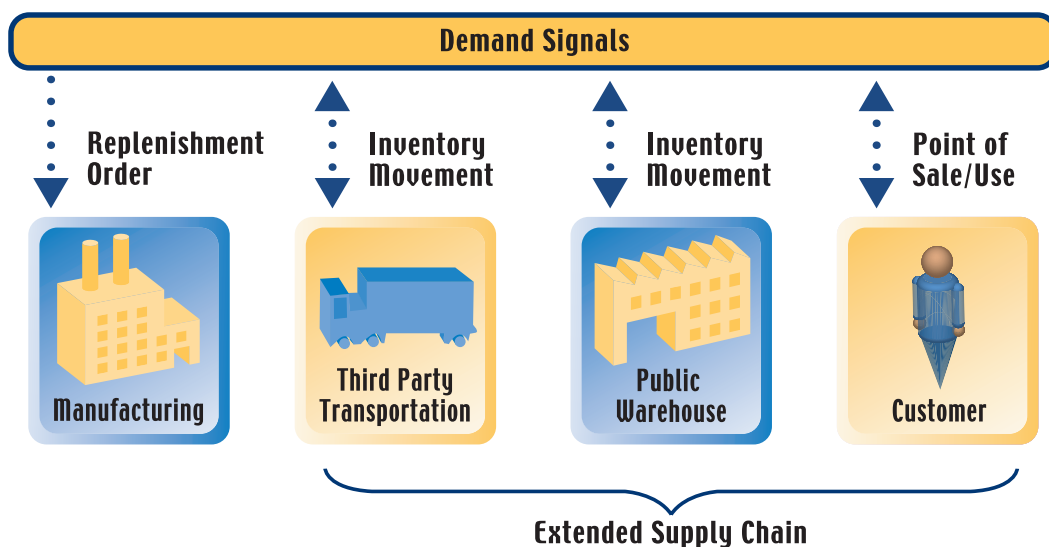 Demand Signals
Replenishment
Order
Inventory
Movement
Inventory
Movement
Point of
Sale/Use
Manufacturing
Third Party
Transportation
Public
Warehouse
Customer
Extended Supply Chain